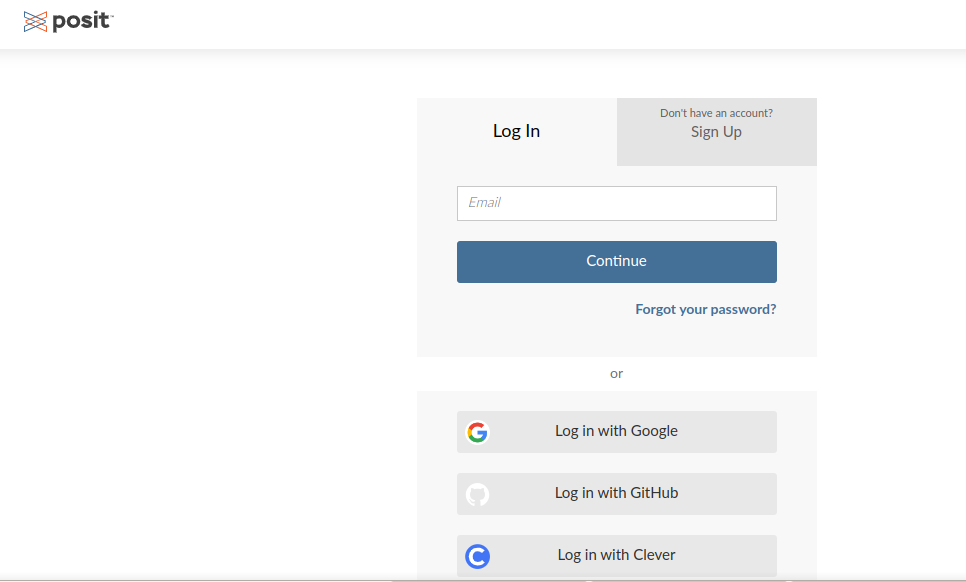 posit™
Log In
Don't have an account?
Sign Up
Email
Continue
Forgot your password?
or
Log in with Google
Log in with GitHub
Log in with Clever